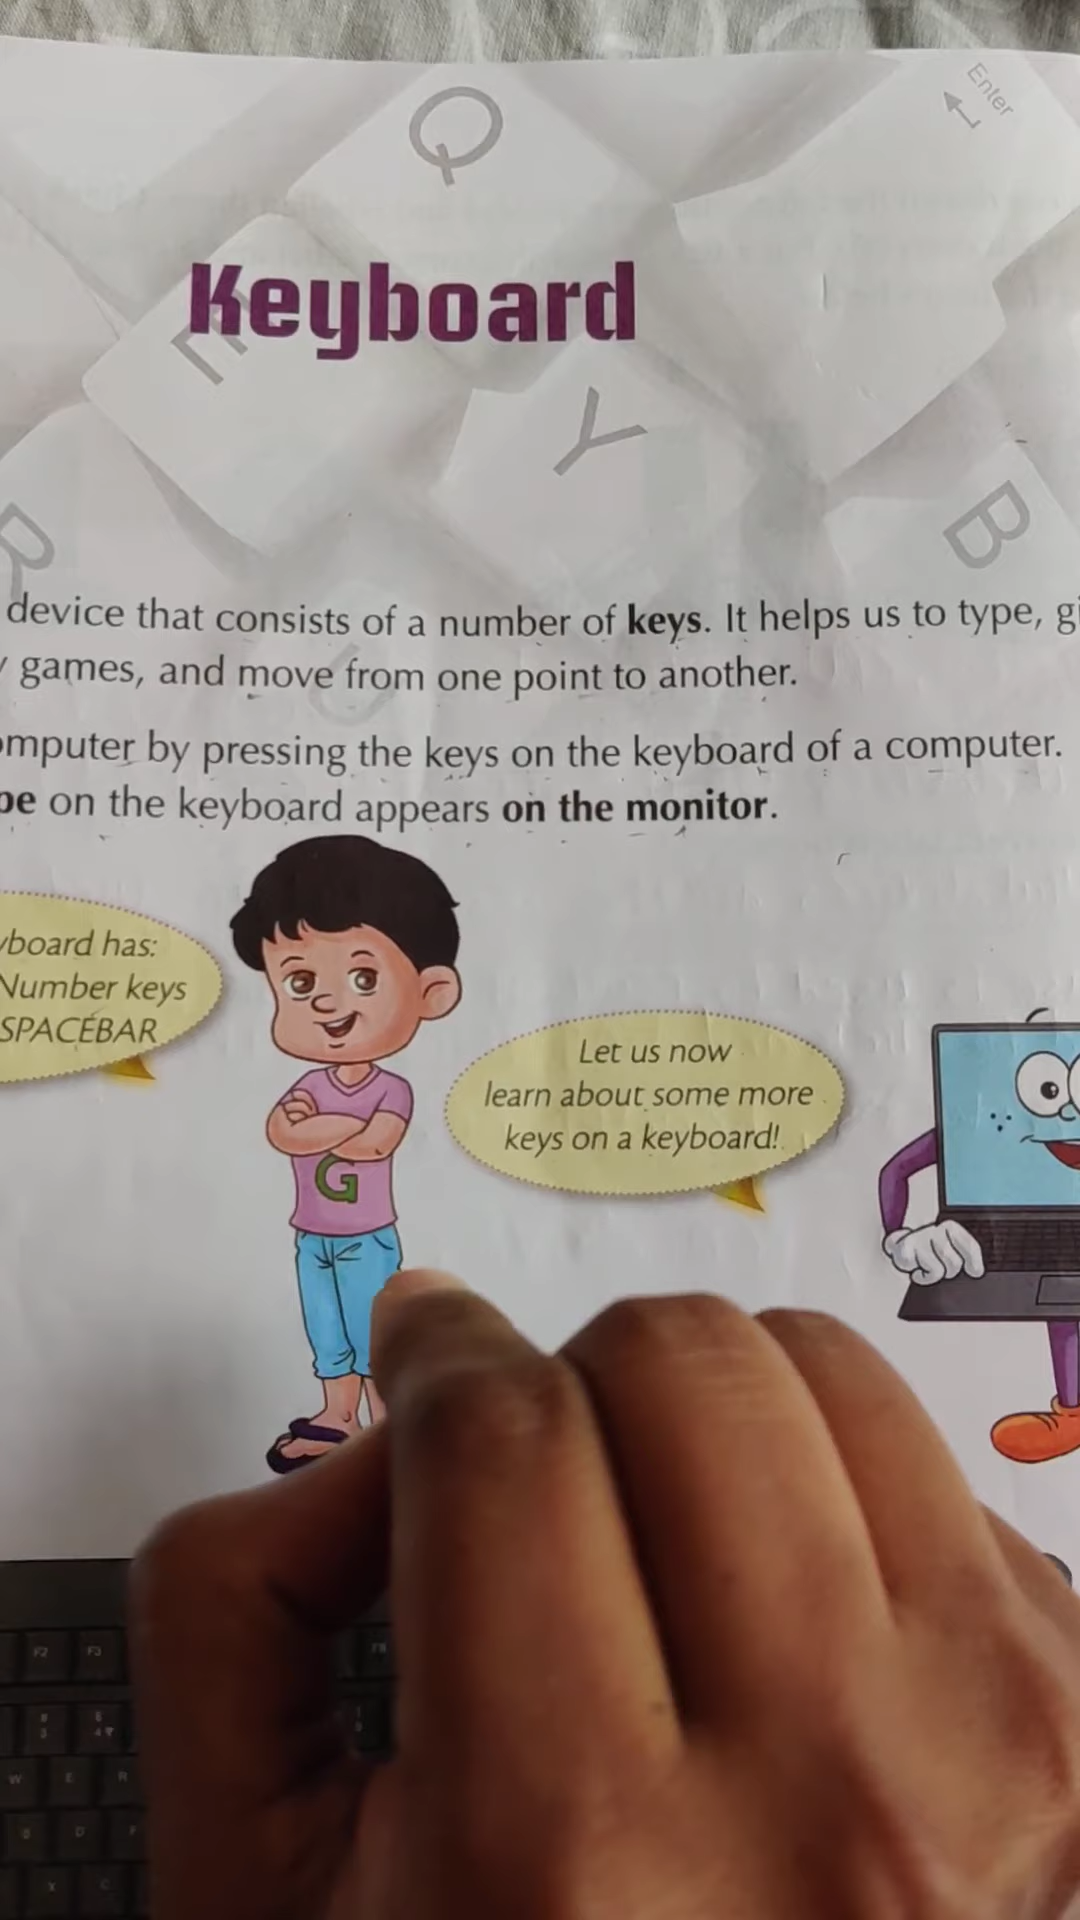 Q
Enter
Keyboard
E
Y
R
B
device that consists of a number of keys. It helps us to type,
games, and move from one point to another.
by pressing the keys on the keyboard of a computer.
on the keyboard appears on the monitor.
has:
Number keys
SPACEBAR
Let us now
learn about some more
keys on a keyboard!
G
F2 F3
W E R
D F
X C